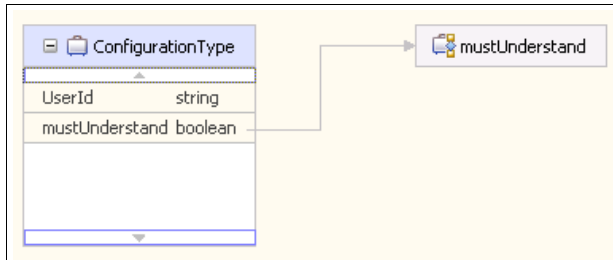 ConfigurationType
mustUnderstand
UserId string
mustUnderstand boolean